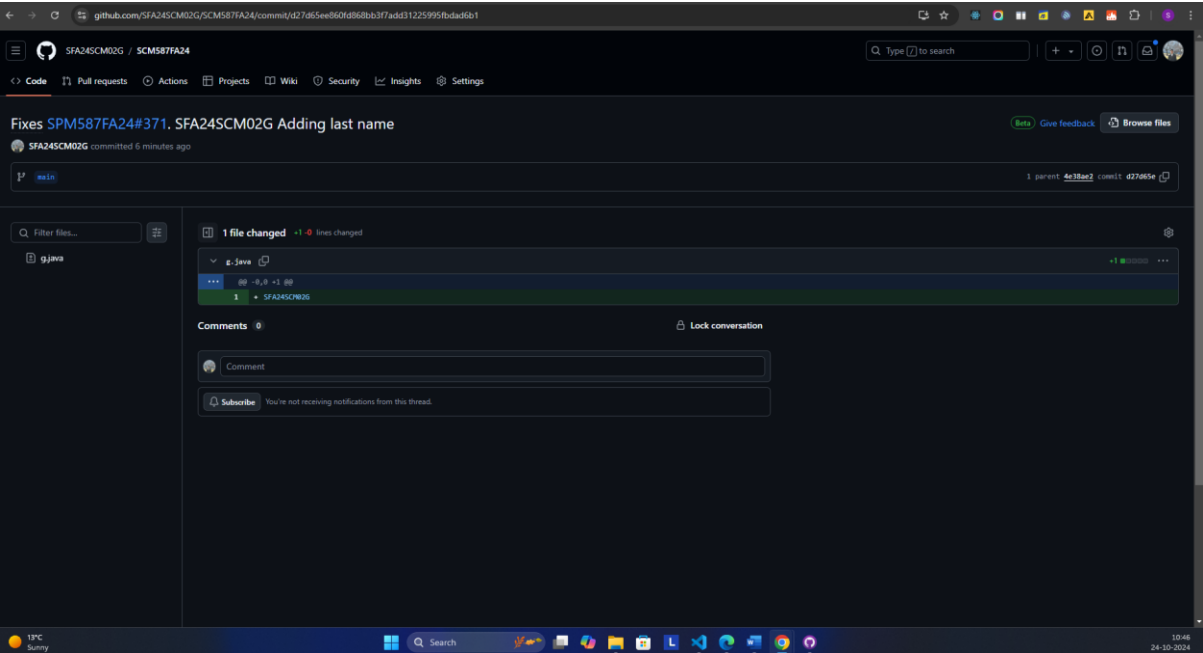 github.com/SFA24SCM02G/SCM587FA24/commit/d27d65ee860fd868bb3f7add31225995fbdad6b1
S
SFA24SCM02G / SCM587FA24
Type / to search
<> Code Pull requests Actions Projects Wiki Security Insights Settings
Fixes SPM587FA24#371. SFA24SCM02G Adding last name
Beta Give feedback Browse files
SFA24SCM02G committed 6 minutes ago
main
1 parent 4e38ae2 commit d27d65e
Filter files...
1 file changed +1 -0 lines changed
g.java
g.java
+1
@@ -0,0 +1 @@
1 + SFA24SCM02G
Comments 0
Lock conversation
Comment
Subscribe You're not receiving notifications from this thread.
13°C
Sunny
Search
L
10:46
24-10-2024